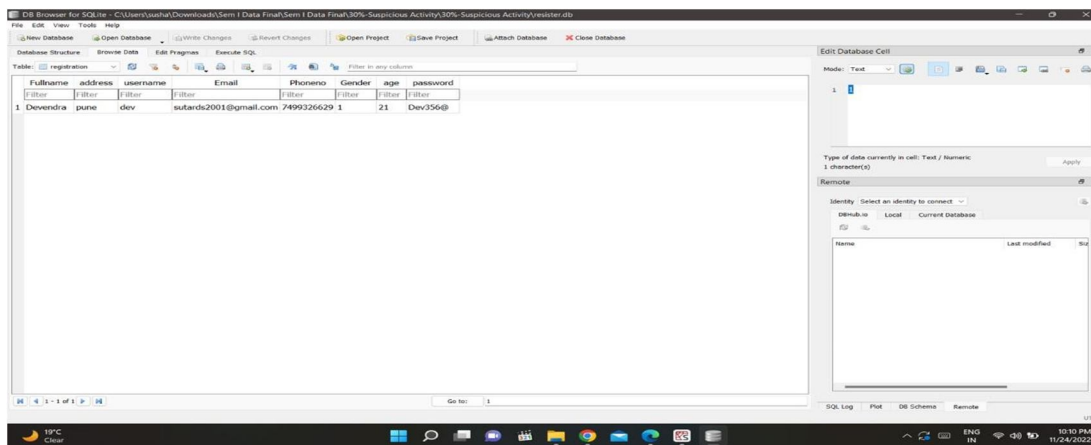 DB Browser for SQLite - C:\Users\susha\Downloads\Sem I Data Final\Sem I Data Final\30%-Suspicious Activity\30%-Suspicious Activity\resister.db
File Edit View Tools Help
New Database Open Database Write Changes Revert Changes Open Project Save Project Attach Database Close Database
Database Structure Browse Data Edit Pragmas Execute SQL
Table: registration Filter in any column
Fullname address username Email Phoneno Gender age password
Filter Filter Filter Filter Filter Filter Filter Filter
1 Devendra pune dev sutards2001@gmail.com 7499326629 1 21 Dev356@
1 - 1 of 1
Go to: 1
Edit Database Cell
Mode: Text
1 1
Type of data currently in cell: Text / Numeric
1 character(s)
Apply
Remote
Identity Select an identity to connect
DBHub.io Local Current Database
Name Last modified Siz
SQL Log Plot DB Schema Remote
19°C
Clear
ENG
IN
10:10 PM